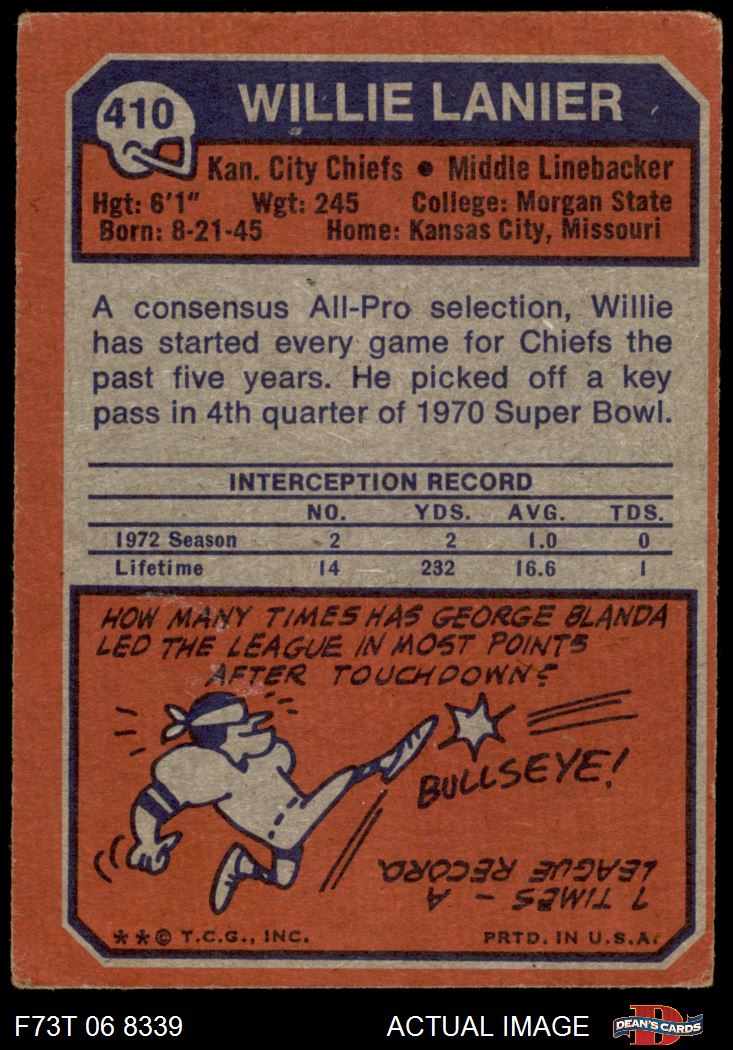 410
WILLIE LANIER
Kan. City Chiefs • Middle Linebacker
Hgt: 6'1" Wgt: 245 College: Morgan State
Born: 8-21-45 Home: Kansas City, Missouri
A consensus All-Pro selection, Willie
has started every game for Chiefs the
past five years. He picked off a key
pass in 4th quarter of 1970 Super Bowl.
INTERCEPTION RECORD
NO. YDS. AVG. TDS.
1972 Season 2 2 1.0 0
Lifetime 14 232 16.6 1
HOW MANY TIMES HAS GEORGE BLANDA
LED THE LEAGUE IN MOST POINTS
AFTER TOUCHDOWN?
BULLSEYE!
7 TIMES - A
LEAGUE RECORD.
**© T.C.G., INC. PRTD. IN U.S.A.
F73T 06 8339 ACTUAL IMAGE
D
DEAN'S CARDS